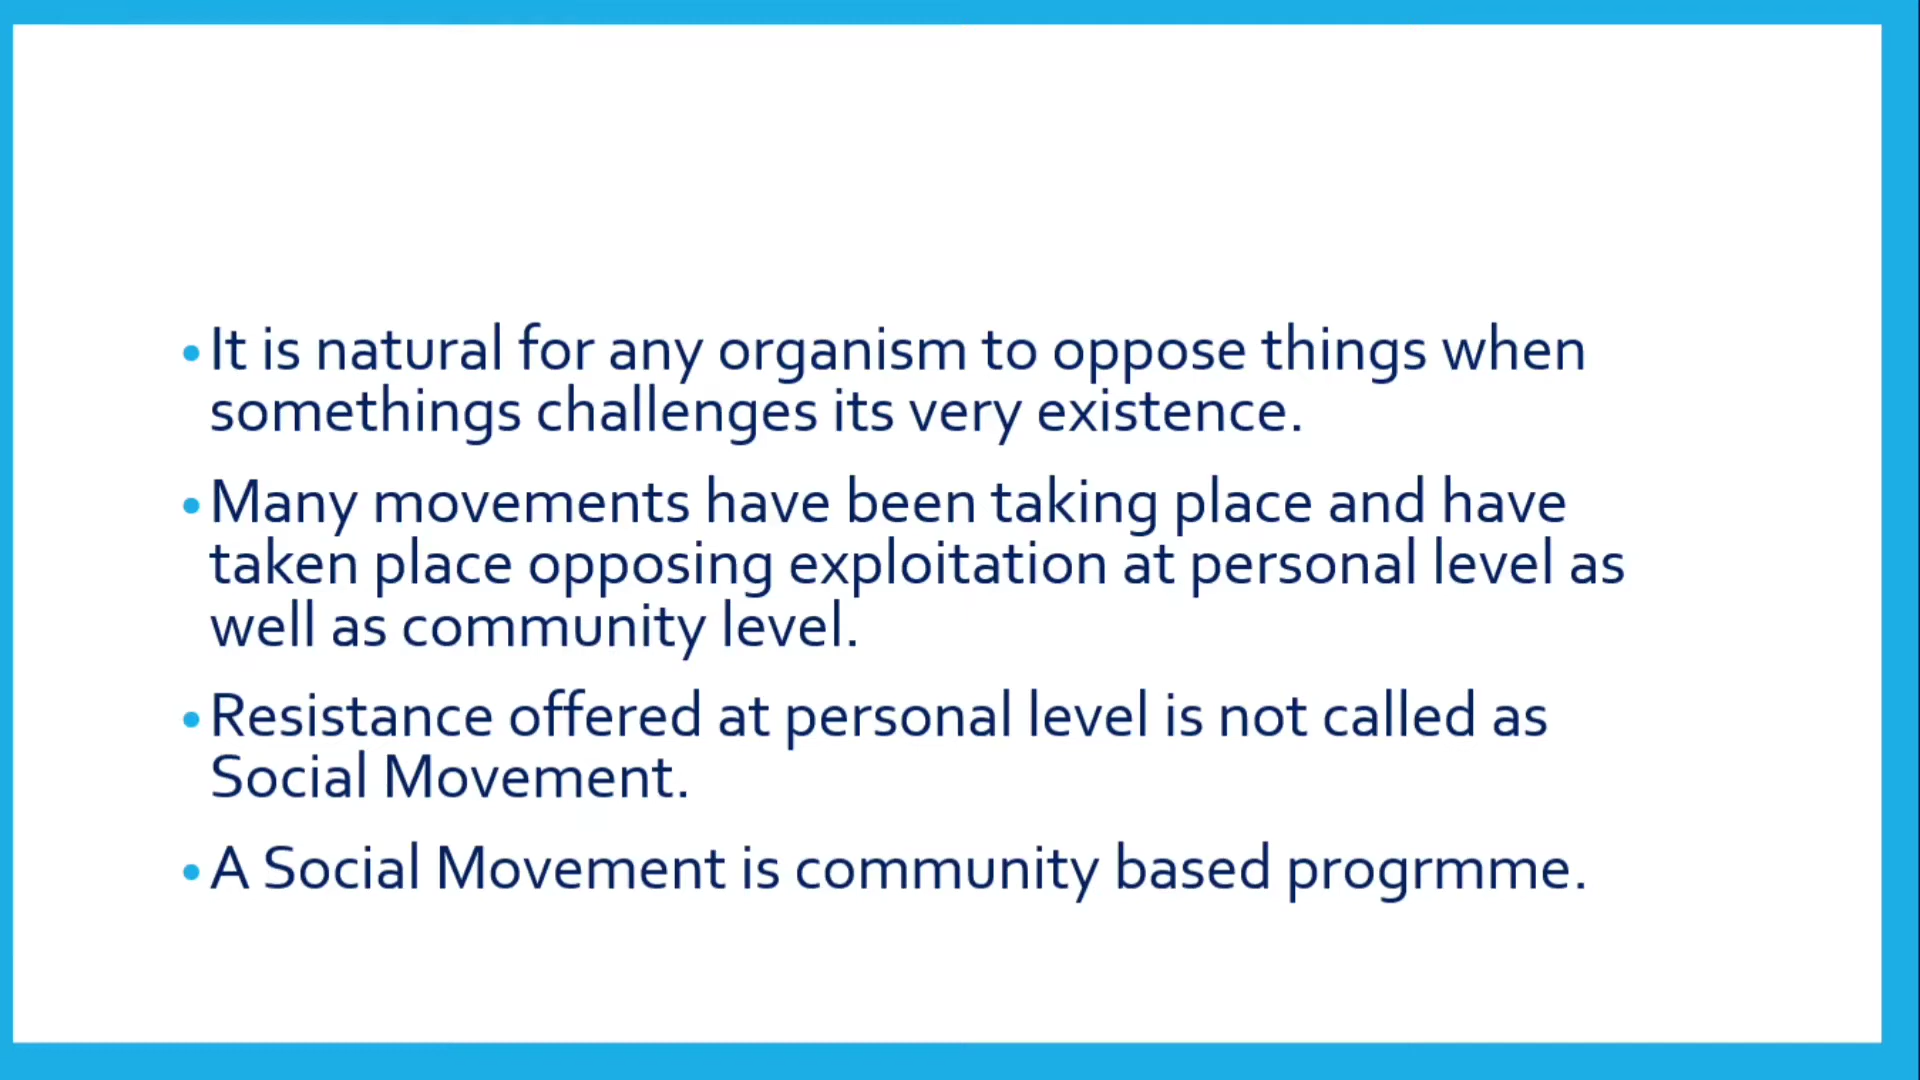 • It is natural for any organism to oppose things when
somethings challenges its very existence.
• Many movements have been taking place and have
taken place opposing exploitation at personal level as
well as community level.
• Resistance offered at personal level is not called as
Social Movement.
• A Social Movement is community based progrmme.